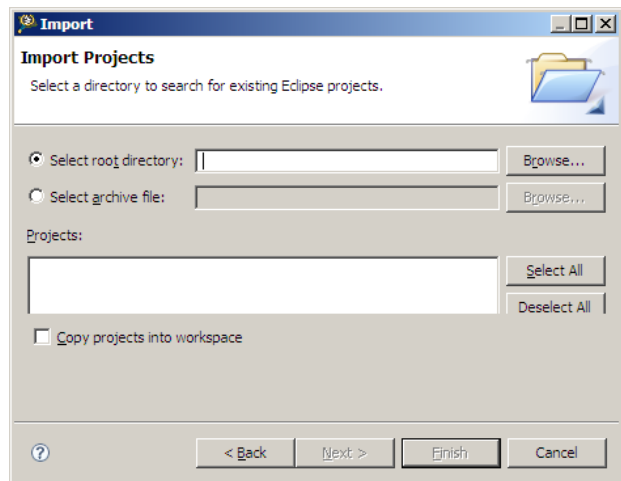 Import
Import Projects
Select a directory to search for existing Eclipse projects.
Select root directory:
Browse...
Select archive file:
Browse...
Projects:
Select All
Deselect All
Copy projects into workspace
< Back
Next >
Finish
Cancel